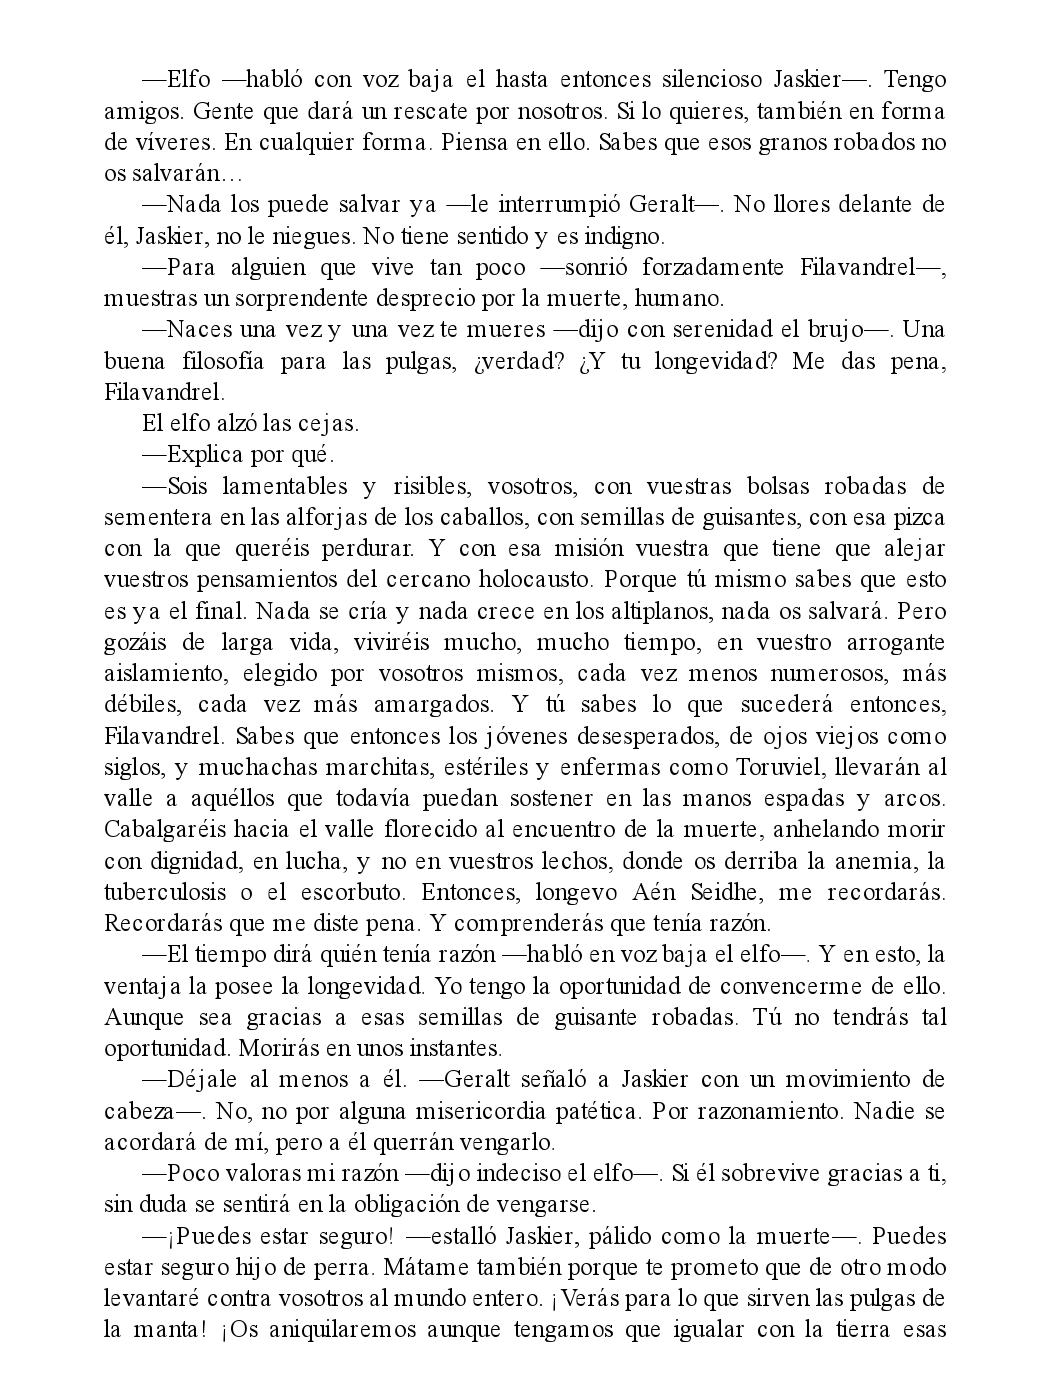 —Elfo —habló con voz baja el hasta entonces silencioso Jaskier—. Tengo
amigos. Gente que dará un rescate por nosotros. Si lo quieres, también en forma
de víveres. En cualquier forma. Piensa en ello. Sabes que esos granos robados no
os salvarán…
—Nada los puede salvar ya —le interrumpió Geralt—. No llores delante de
él, Jaskier, no le niegues. No tiene sentido y es indigno.
—Para alguien que vive tan poco —sonrió forzadamente Filavandrel—,
muestras un sorprendente desprecio por la muerte, humano.
—Naces una vez y una vez te mueres —dijo con serenidad el brujo—. Una
buena filosofía para las pulgas, ¿verdad? ¿Y tu longevidad? Me das pena,
Filavandrel.
El elfo alzó las cejas.
—Explica por qué.
—Sois lamentables y risibles, vosotros, con vuestras bolsas robadas de
sementera en las alforjas de los caballos, con semillas de guisantes, con esa pizca
con la que queréis perdurar. Y con esa misión vuestra que tiene que alejar
vuestros pensamientos del cercano holocausto. Porque tú mismo sabes que esto
es ya el final. Nada se cría y nada crece en los altiplanos, nada os salvará. Pero
gozáis de larga vida, viviréis mucho, mucho tiempo, en vuestro arrogante
aislamiento, elegido por vosotros mismos, cada vez menos numerosos, más
débiles, cada vez más amargados. Y tú sabes lo que sucederá entonces,
Filavandrel. Sabes que entonces los jóvenes desesperados, de ojos viejos como
siglos, y muchachas marchitas, estériles y enfermas como Toruviel, llevarán al
valle a aquéllos que todavía puedan sostener en las manos espadas y arcos.
Cabalgaréis hacia el valle florecido al encuentro de la muerte, anhelando morir
con dignidad, en lucha, y no en vuestros lechos, donde os derriba la anemia, la
tuberculosis o el escorbuto. Entonces, longevo Aén Seidhe, me recordarás.
Recordarás que me diste pena. Y comprenderás que tenía razón.
—El tiempo dirá quién tenía razón —habló en voz baja el elfo—. Y en esto, la
ventaja la posee la longevidad. Yo tengo la oportunidad de convencerme de ello.
Aunque sea gracias a esas semillas de guisante robadas. Tú no tendrás tal
oportunidad. Morirás en unos instantes.
—Déjale al menos a él. —Geralt señaló a Jaskier con un movimiento de
cabeza—. No, no por alguna misericordia patética. Por razonamiento. Nadie se
acordará de mí, pero a él querrán vengarlo.
—Poco valoras mi razón —dijo indeciso el elfo—. Si él sobrevive gracias a ti,
sin duda se sentirá en la obligación de vengarse.
—¡Puedes estar seguro! —estalló Jaskier, pálido como la muerte—. Puedes
estar seguro hijo de perra. Mátame también porque te prometo que de otro modo
levantaré contra vosotros al mundo entero. ¡Verás para lo que sirven las pulgas de
la manta! ¡Os aniquilaremos aunque tengamos que igualar con la tierra esas